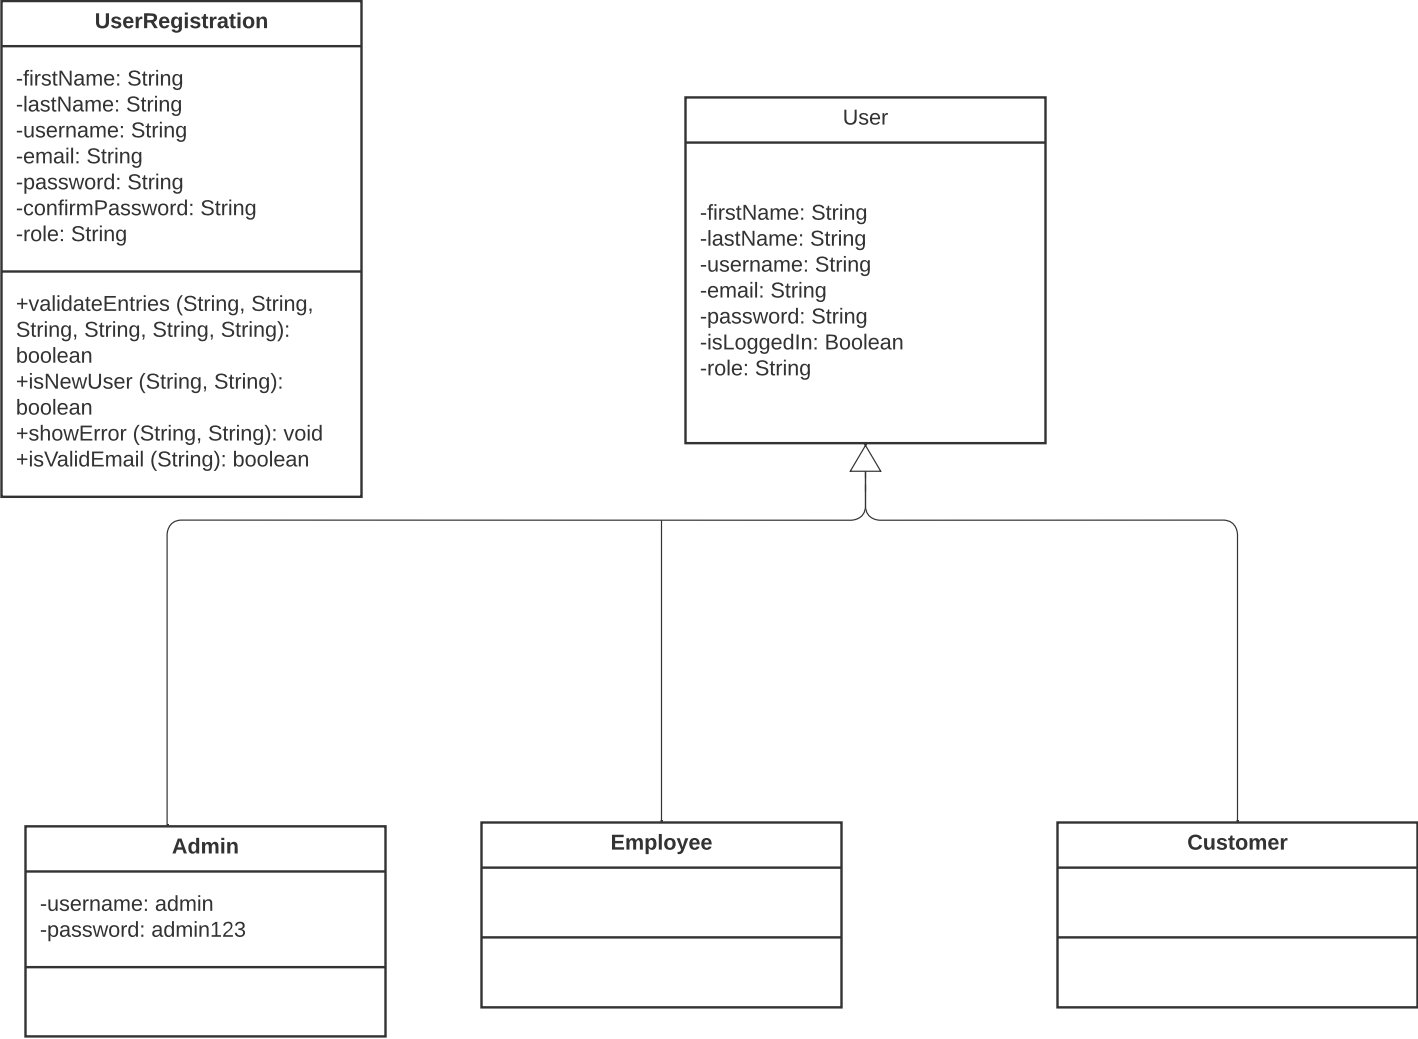 UserRegistration
-firstName: String
-lastName: String
-username: String
-email: String
-password: String
-confirmPassword: String
-role: String
+validateEntries (String, String,
String, String, String, String):
boolean
+isNewUser (String, String):
boolean
+showError (String, String): void
+isValidEmail (String): boolean
User
-firstName: String
-lastName: String
-username: String
-email: String
-password: String
-isLoggedIn: Boolean
-role: String
Admin
-username: admin
-password: admin123
Employee
Customer